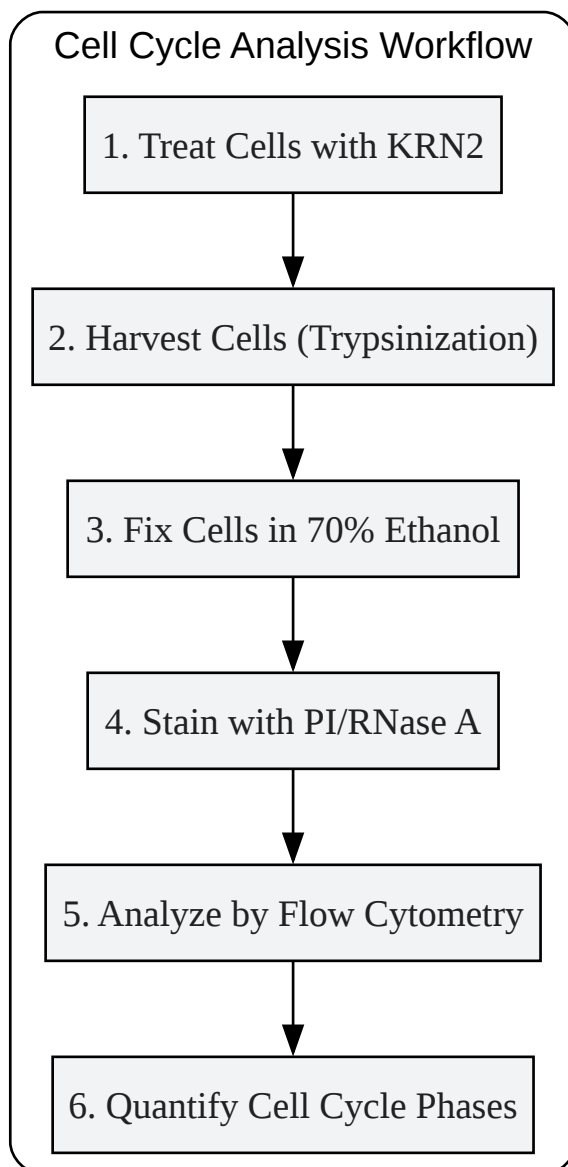 Cell Cycle Analysis Workflow
1. Treat Cells with KRN2
2. Harvest Cells (Trypsinization)
3. Fix Cells in 70% Ethanol
4. Stain with PI/RNase A
5. Analyze by Flow Cytometry
6. Quantify Cell Cycle Phases